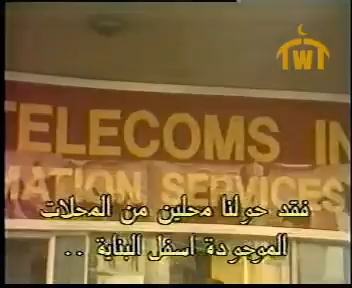 TWT
TELECOMS IN
MATION SERVICES
فقد حولنا محلين من المحلات
الموجودة اسفل البناية ..